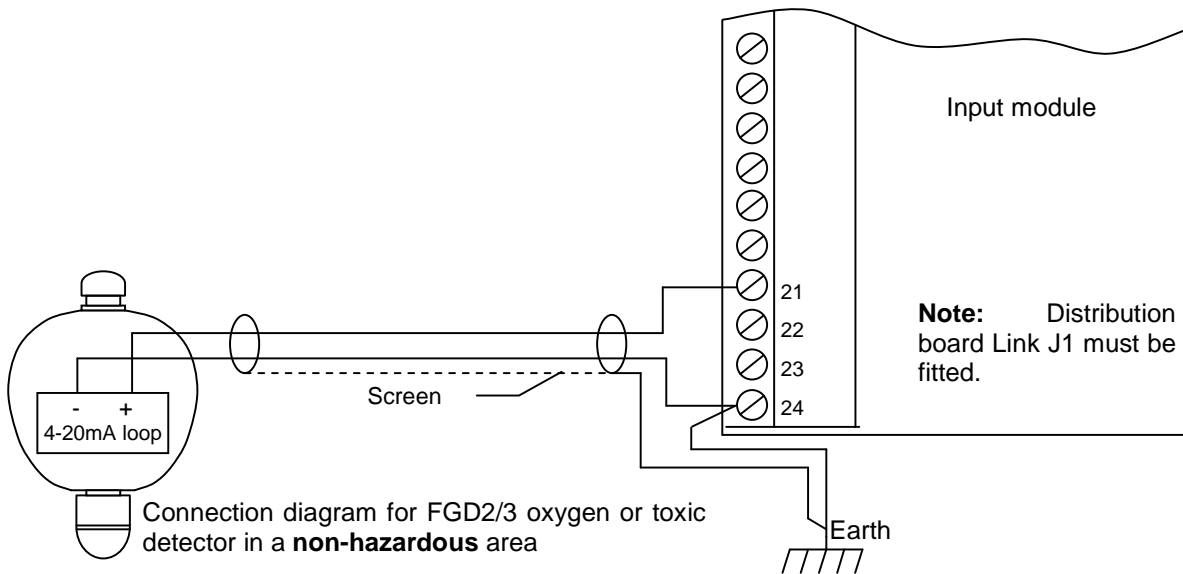 Input module
21
22
23
24
Note: Distribution
board Link J1 must be
fitted.
Screen
- +
4-20mA loop
Connection diagram for FGD2/3 oxygen or toxic
detector in a non-hazardous area
Earth